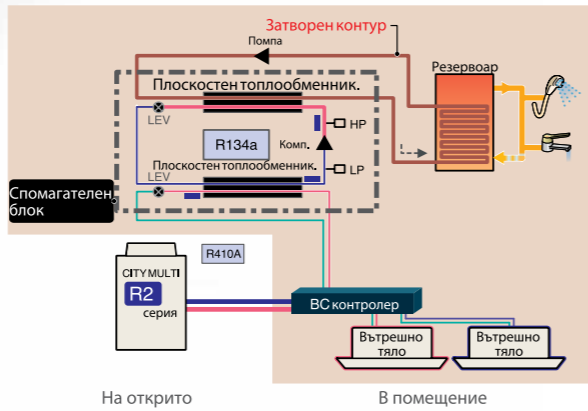 Затворен контур
Помпа
Резервоар
Плоскостен топлообменник.
LEV
HP
R134a
Комп.
Плоскостен топлообменник.
LEV
LP
Спомагателен
блок
R410A
CITY MULTI
R2
серия
BC контролер
Вътрешно
тяло
Вътрешно
тяло
На открито
В помещение